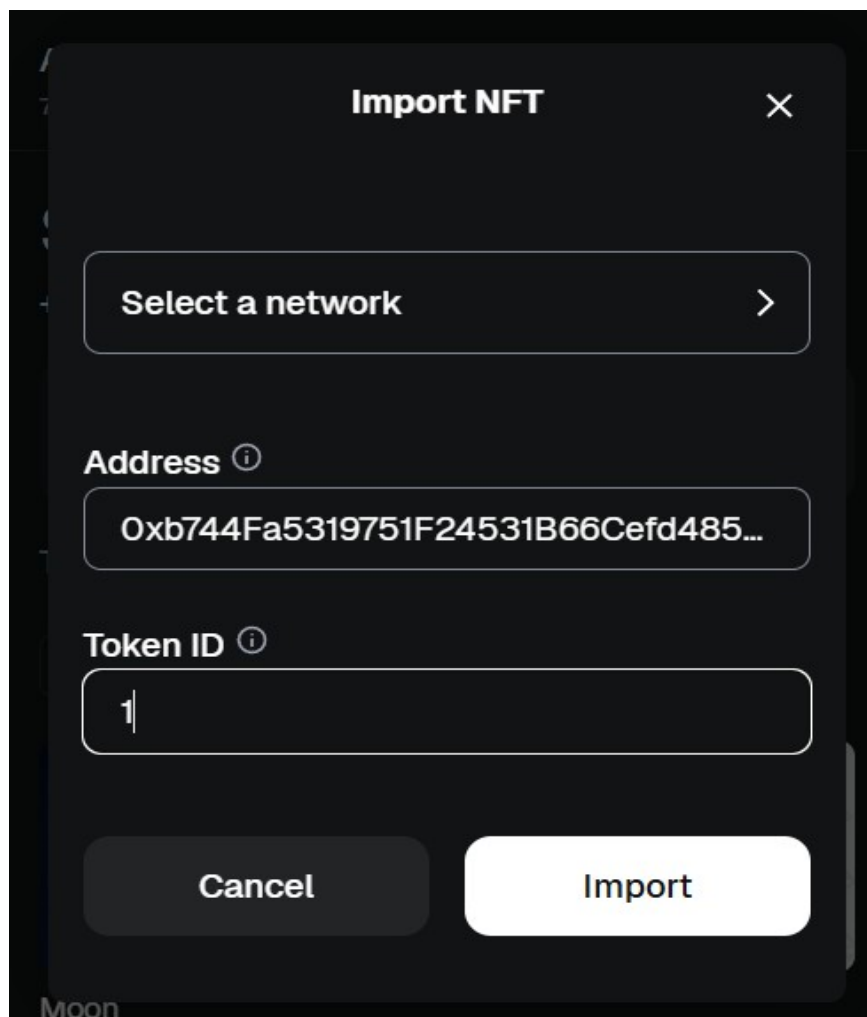 Import NFT
Select a network
Address
0xb744Fa5319751F24531B66Cefd485...
Token ID
1
Cancel
Import
Moon